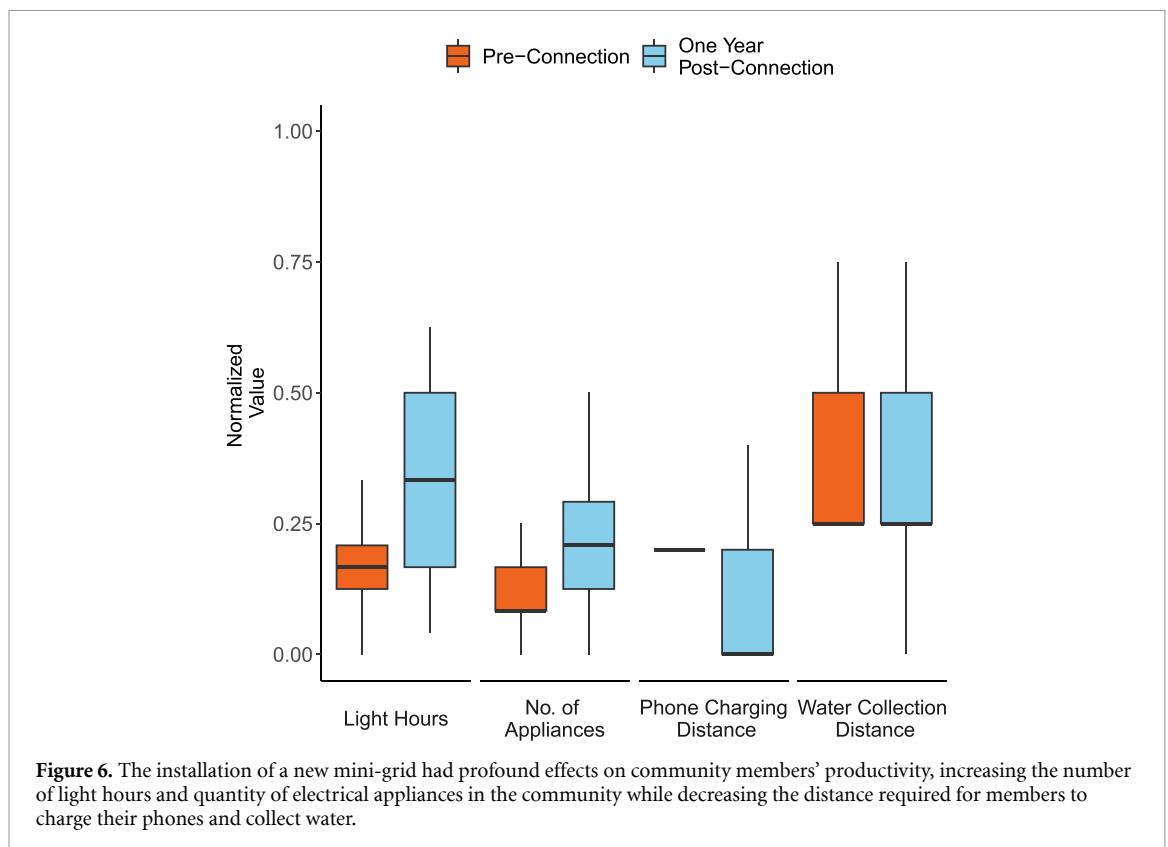 Pre−Connection
One Year
Post−Connection
1.00
0.75
0.50
0.25
0.00
Normalized
Value
Light Hours
No. of
Appliances
Phone Charging
Distance
Water Collection
Distance
Figure 6. The installation of a new mini-grid had profound effects on community members’ productivity, increasing the number
of light hours and quantity of electrical appliances in the community while decreasing the distance required for members to
charge their phones and collect water.